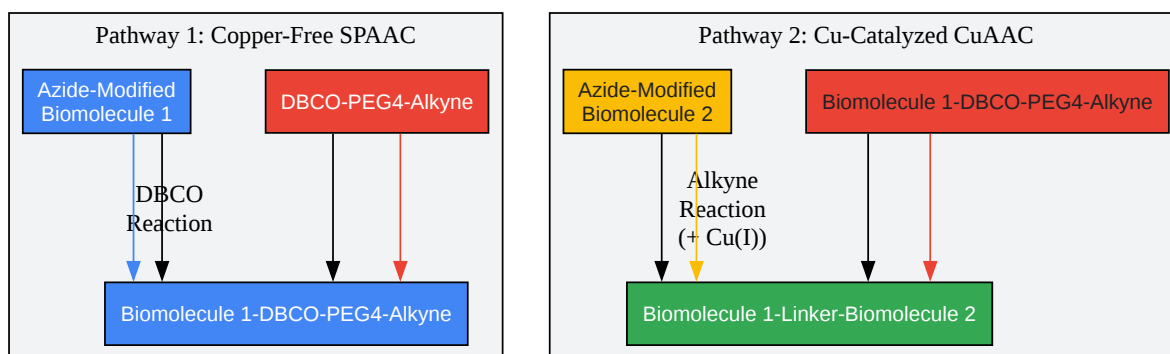 Pathway 1: Copper-Free SPAAC
Azide-Modified
Biomolecule 1
DBCO-PEG4-Alkyne
DBCO
Reaction
Biomolecule 1-DBCO-PEG4-Alkyne
Pathway 2: Cu-Catalyzed CuAAC
Azide-Modified
Biomolecule 2
Biomolecule 1-DBCO-PEG4-Alkyne
Alkyne
Reaction
(+ Cu(I))
Biomolecule 1-Linker-Biomolecule 2